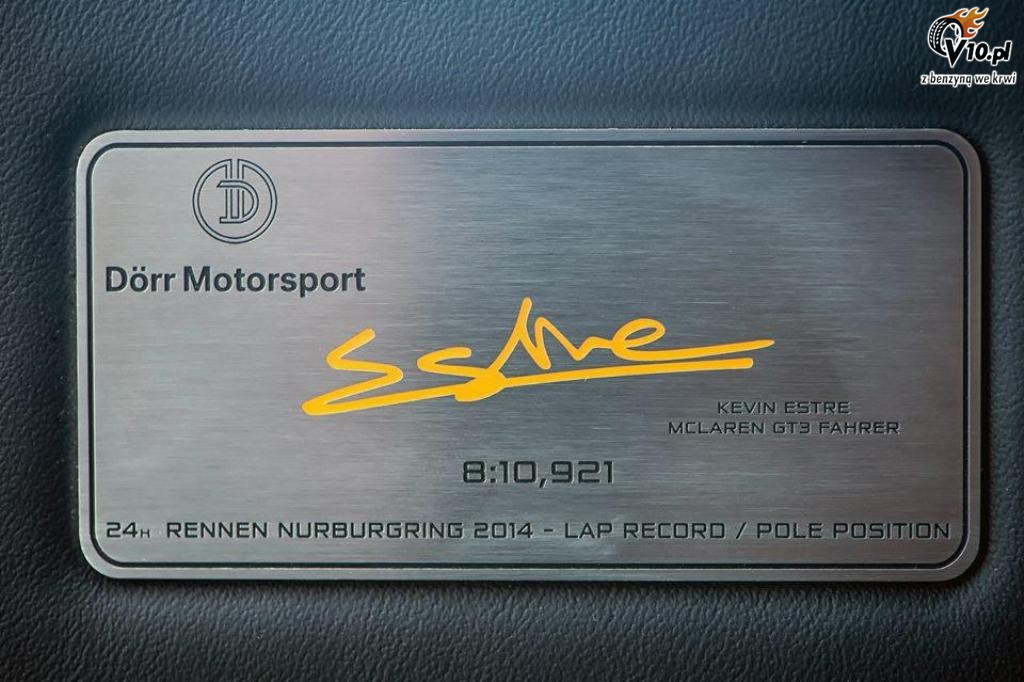 V10.pl
z benzyną we krwi
D
Dörr Motorsport
Estre
KEVIN ESTRE
MCLAREN GT3 FAHRER
8:10,921
24H RENNEN NURBURGRING 2014 - LAP RECORD / POLE POSITION